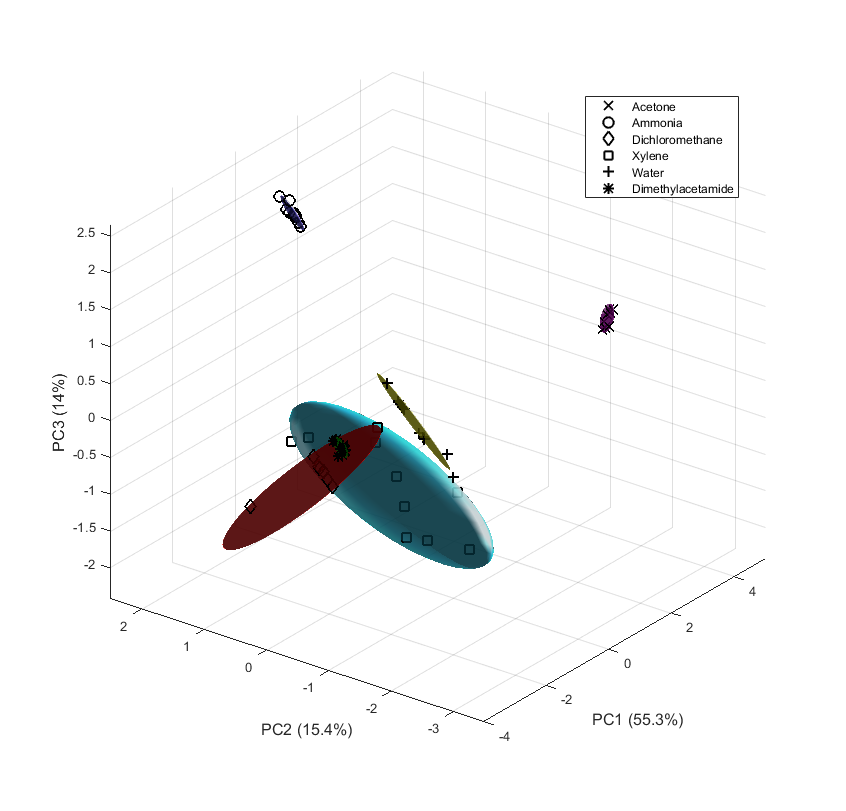 Acetone
Ammonia
Dichloromethane
Xylene
Water
Dimethylacetamide
2.5
2
1.5
1
0.5
0
-0.5
-1
-1.5
-2
PC3 (14%)
2
1
0
-1
-2
-3
PC2 (15.4%)
4
2
0
-2
-4
PC1 (55.3%)